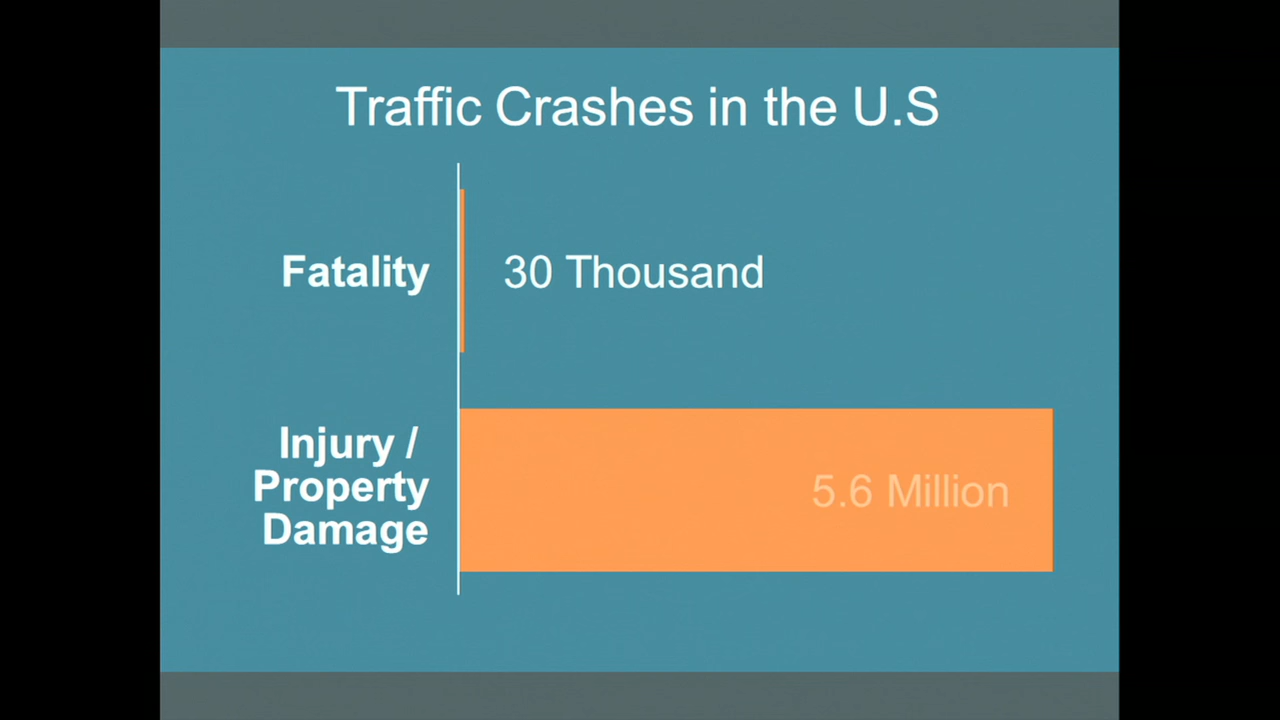 Traffic Crashes in the U.S
Fatality
30 Thousand
Injury /
Property
Damage
5.6 Million